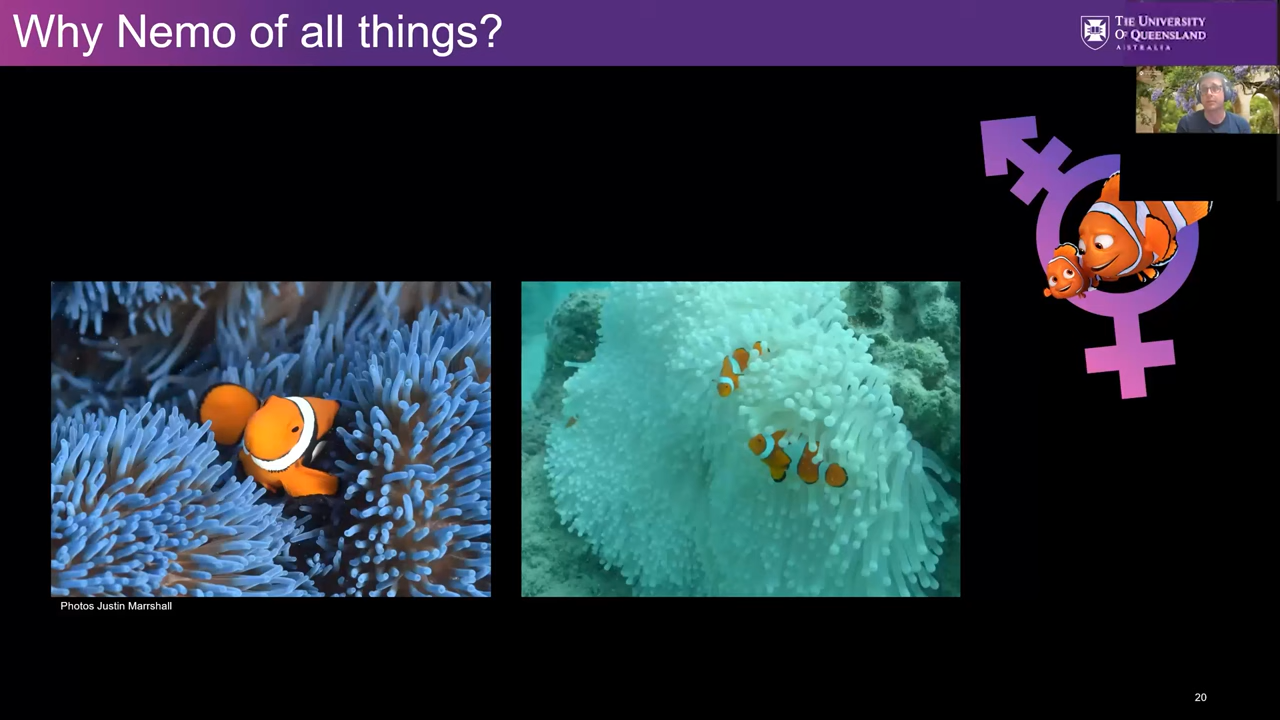 Why Nemo of all things?
THE UNIVERSITY
OF QUEENSLAND
AUSTRALIA
Photos Justin Marrshall
20